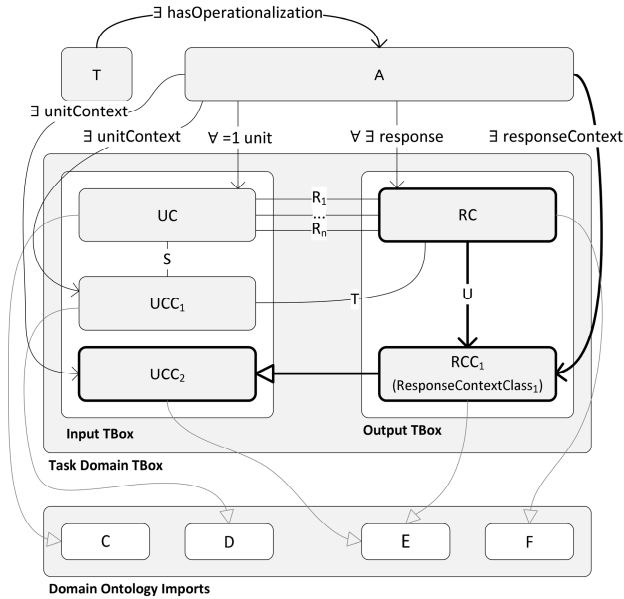 ∃ hasOperationalization
T
A
∃ unitContext
∃ unitContext
∀ =1 unit
∀ ∃ response
∃ responseContext
UC
R₁
...
Rₙ
RC
S
UCC₁
T
U
UCC₂
RCC₁
(ResponseContextClass₁)
Input TBox
Output TBox
Task Domain TBox
C
D
E
F
Domain Ontology Imports